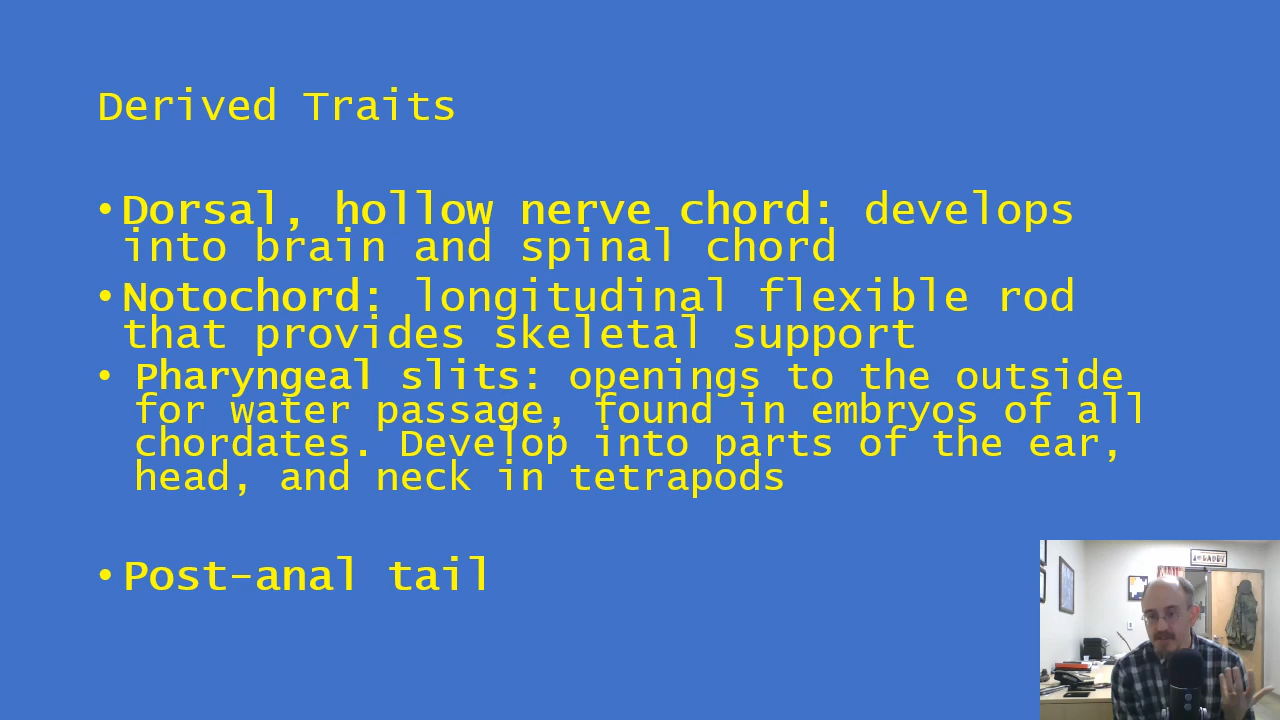 Derived Traits
• Dorsal, hollow nerve chord: develops
into brain and spinal chord
• Notochord: longitudinal flexible rod
that provides skeletal support
• Pharyngeal slits: openings to the outside
for water passage, found in embryos of all
chordates. Develop into parts of the ear,
head, and neck in tetrapods
• Post-anal tail